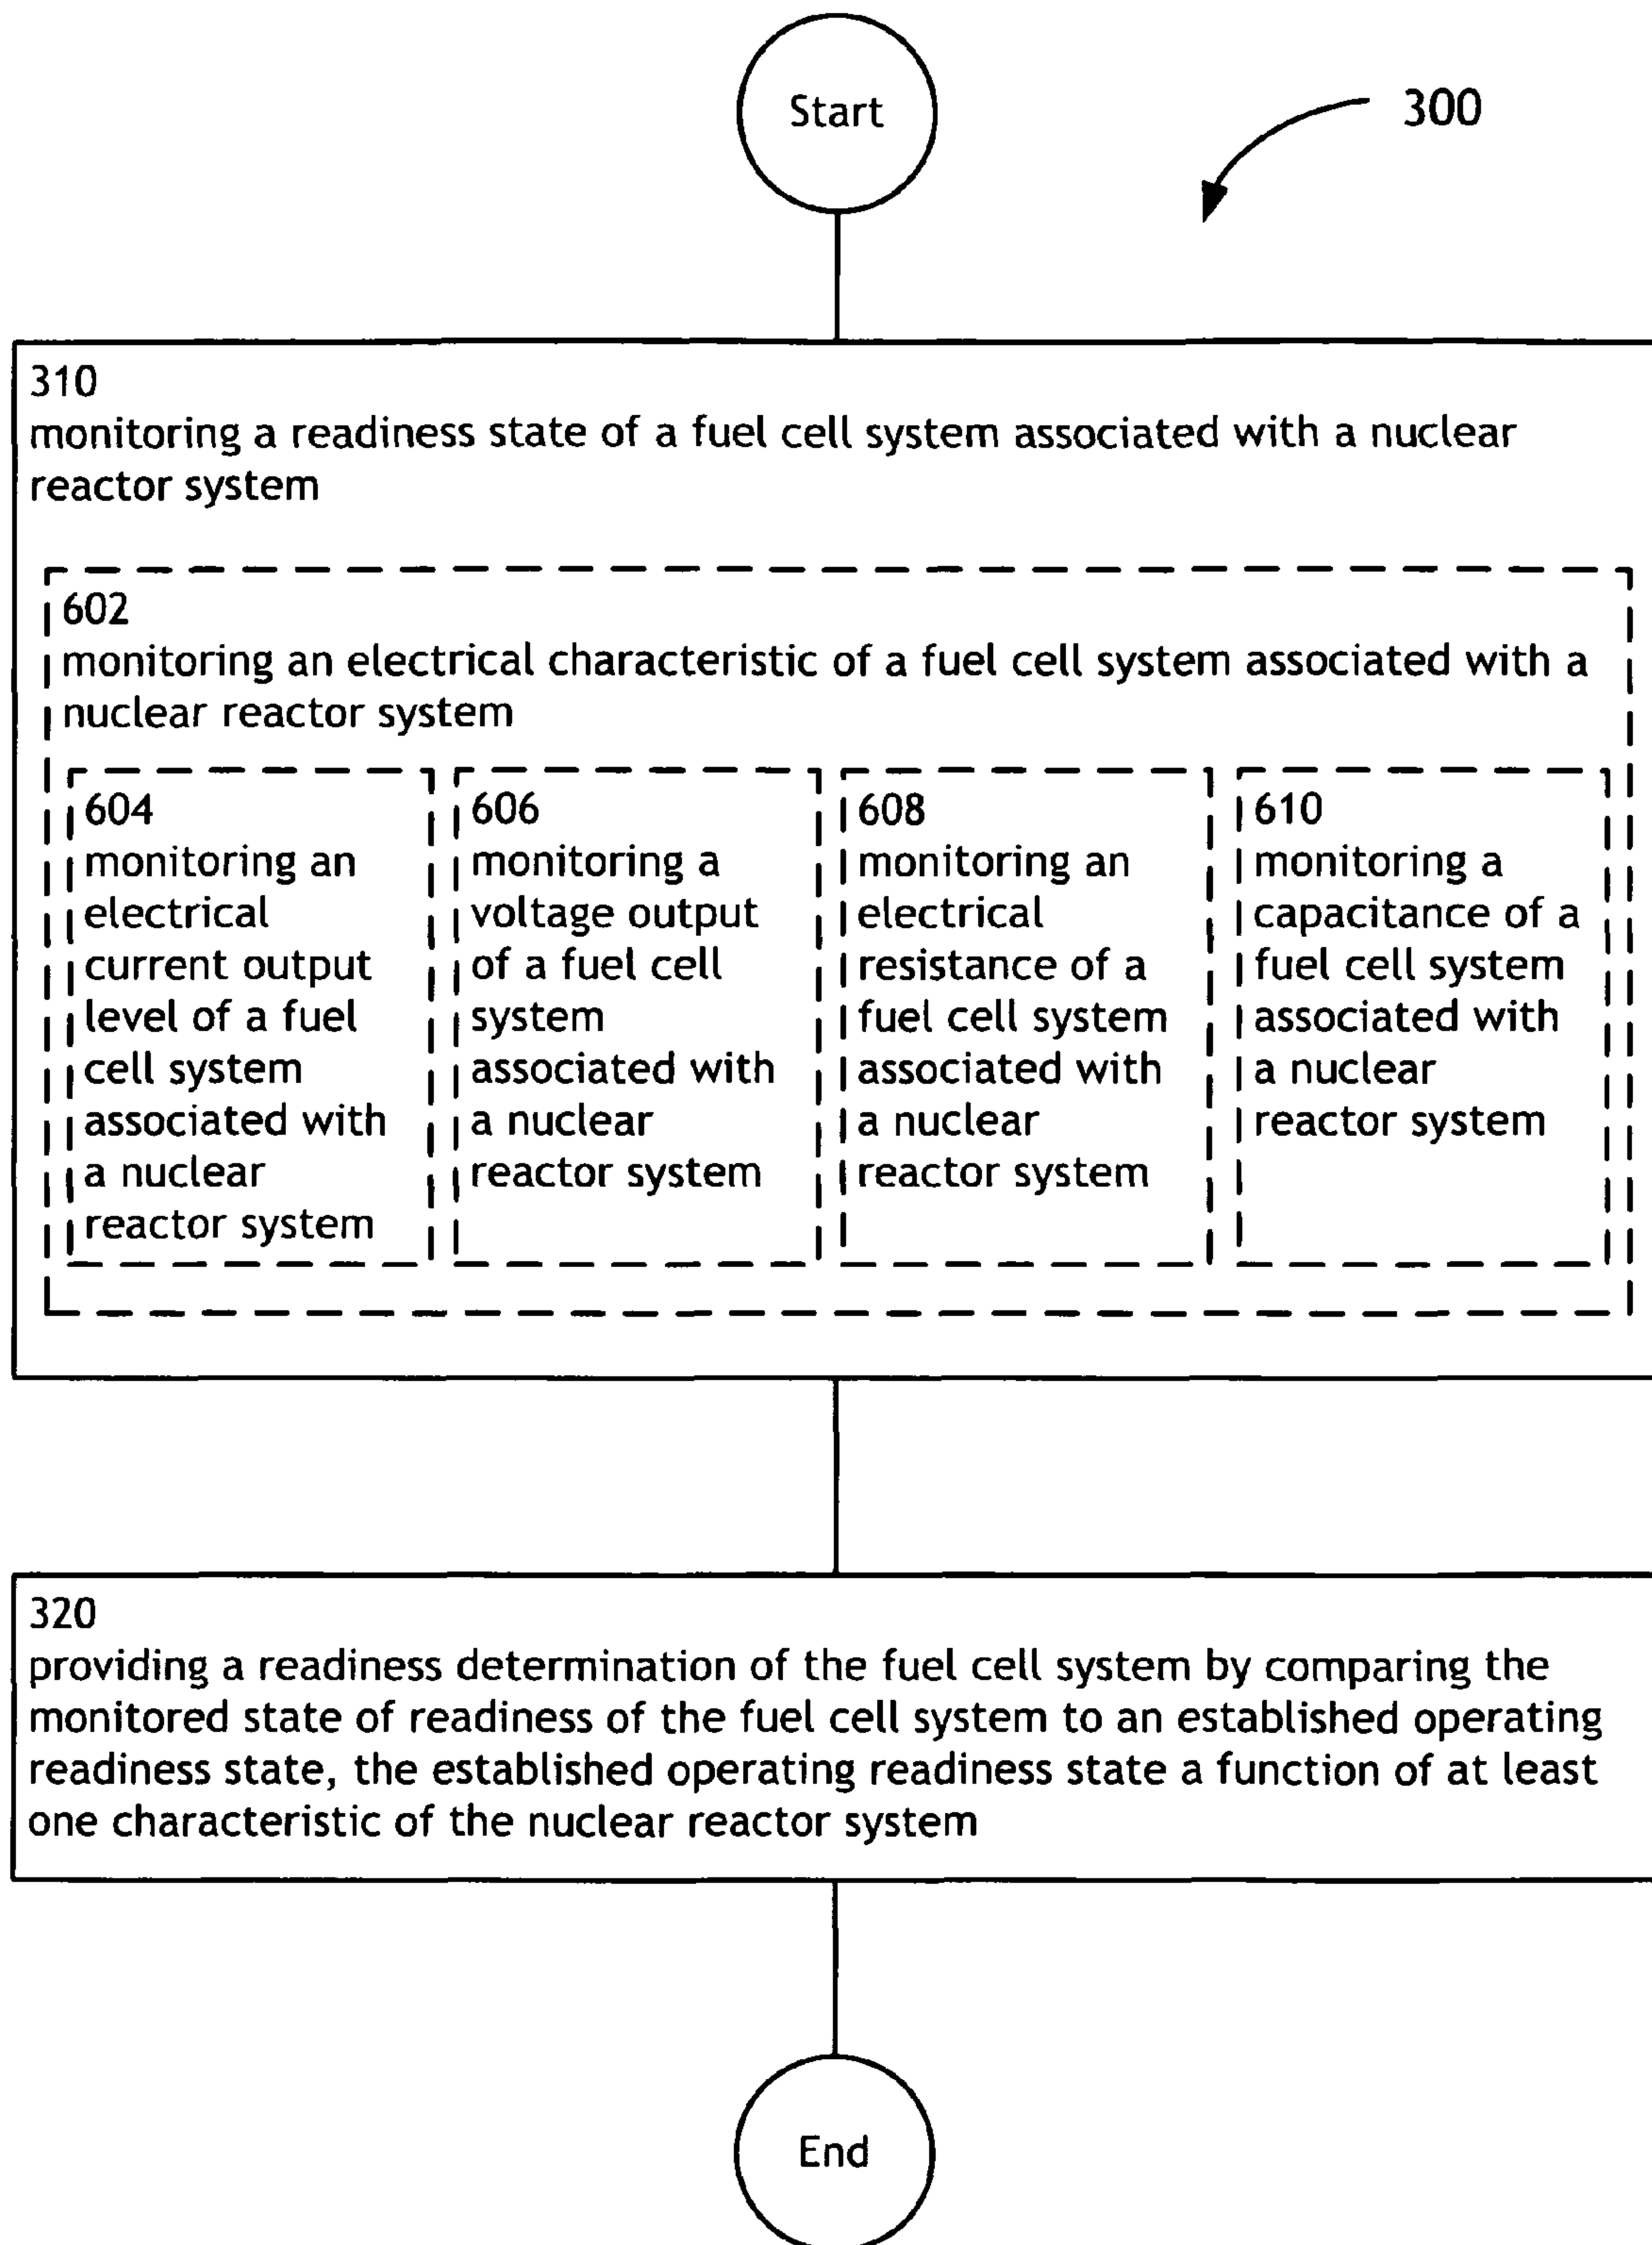 Start
300
310
monitoring a readiness state of a fuel cell system associated with a nuclear
reactor system
602
monitoring an electrical characteristic of a fuel cell system associated with a
nuclear reactor system
604
monitoring an
electrical
current output
level of a fuel
cell system
associated with
a nuclear
reactor system
606
monitoring a
voltage output
of a fuel cell
system
associated with
a nuclear
reactor system
608
monitoring an
electrical
resistance of a
fuel cell system
associated with
a nuclear
reactor system
610
monitoring a
capacitance of a
fuel cell system
associated with
a nuclear
reactor system
320
providing a readiness determination of the fuel cell system by comparing the
monitored state of readiness of the fuel cell system to an established operating
readiness state, the established operating readiness state a function of at least
one characteristic of the nuclear reactor system
End